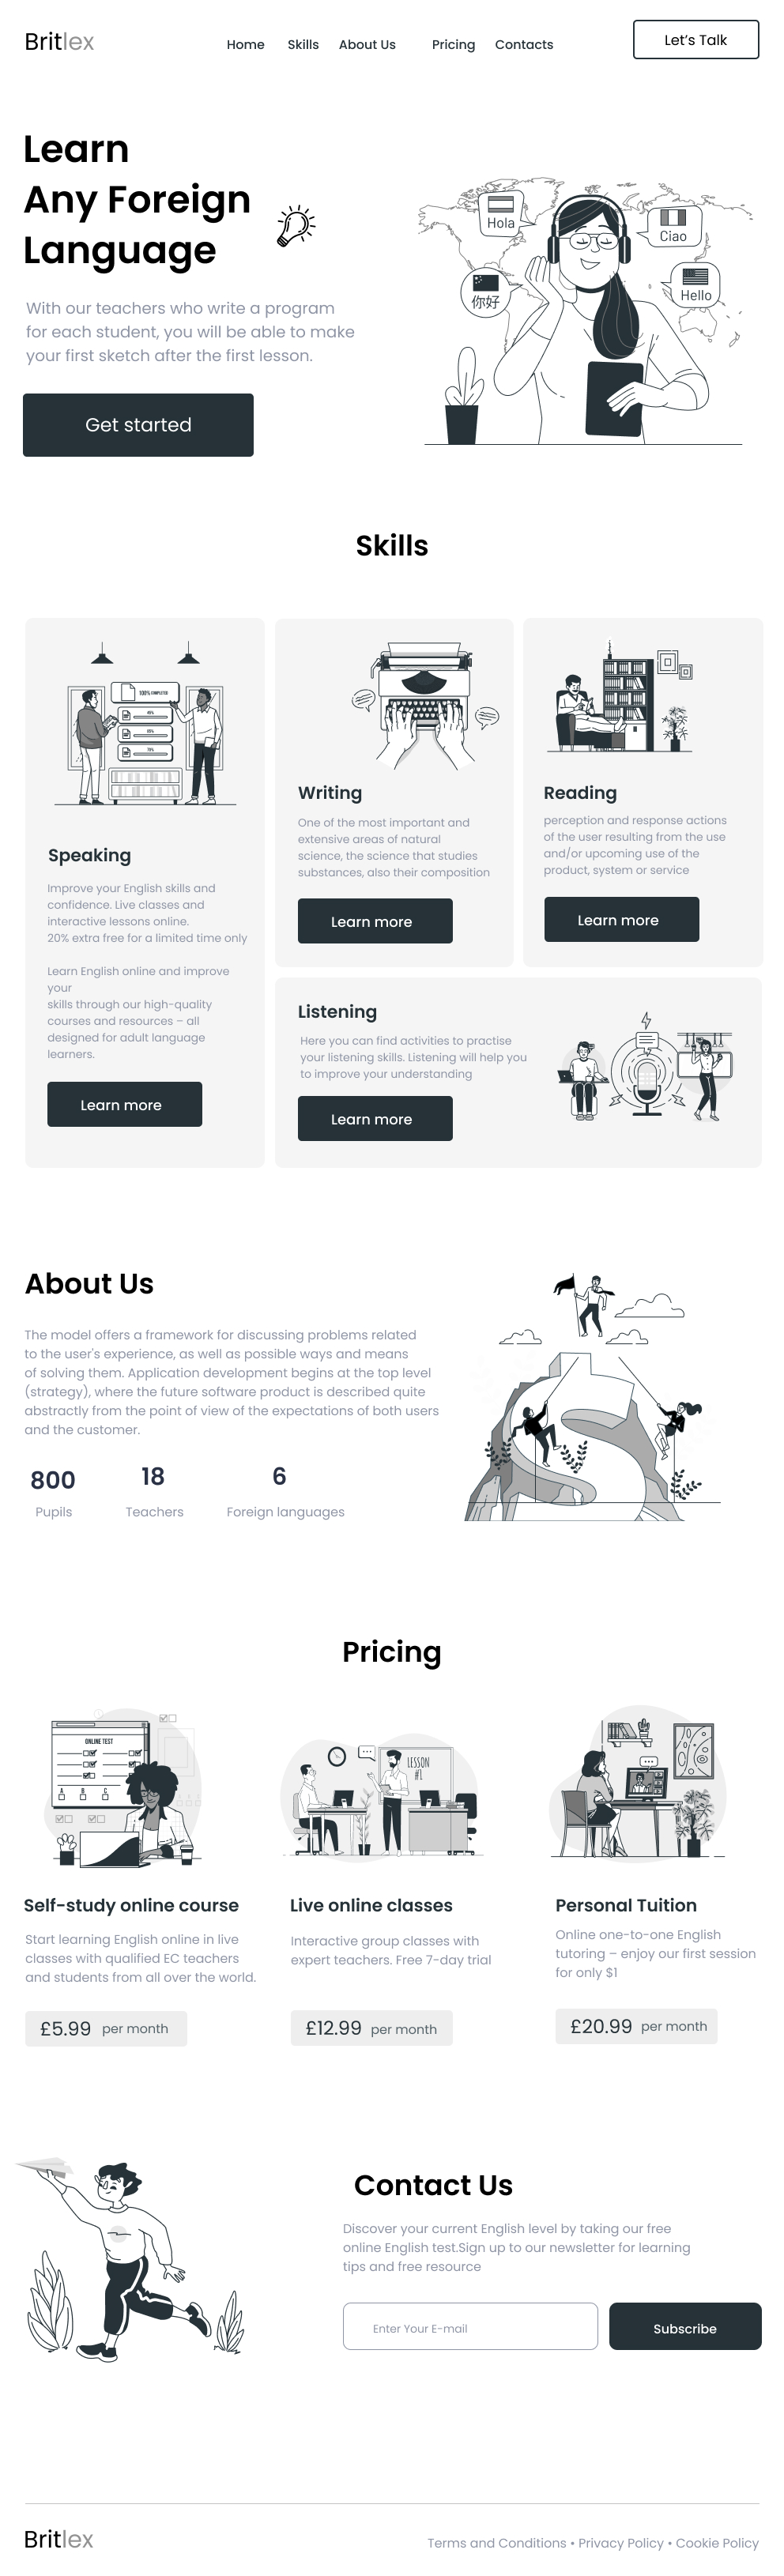 Britlex
Home Skills About Us Pricing Contacts
Let's Talk
Learn
Any Foreign
Language
With our teachers who write a program
for each student, you will be able to make
your first sketch after the first lesson.
Get started
Hola
Ciao
你好
Hello
Skills
100% COMPLETED
Speaking
Improve your English skills and
confidence. Live classes and
interactive lessons online.
20% extra free for a limited time only
Learn English online and improve
your
skills through our high-quality
courses and resources – all
designed for adult language
learners.
Learn more
Writing
One of the most important and
extensive areas of natural
science, the science that studies
substances, also their composition
Learn more
Reading
perception and response actions
of the user resulting from the use
and/or upcoming use of the
product, system or service
Learn more
Listening
Here you can find activities to practise
your listening skills. Listening will help you
to improve your understanding
Learn more
About Us
The model offers a framework for discussing problems related
to the user's experience, as well as possible ways and means
of solving them. Application development begins at the top level
(strategy), where the future software product is described quite
abstractly from the point of view of the expectations of both users
and the customer.
800
Pupils
18
Teachers
6
Foreign languages
Pricing
ONLINE TEST
A B C
LESSON
#1
Self-study online course
Start learning English online in live
classes with qualified EC teachers
and students from all over the world.
£5.99 per month
Live online classes
Interactive group classes with
expert teachers. Free 7-day trial
£12.99 per month
Personal Tuition
Online one-to-one English
tutoring – enjoy our first session
for only $1
£20.99 per month
Contact Us
Discover your current English level by taking our free
online English test.Sign up to our newsletter for learning
tips and free resource
Enter Your E-mail
Subscribe
Britlex
Terms and Conditions • Privacy Policy • Cookie Policy